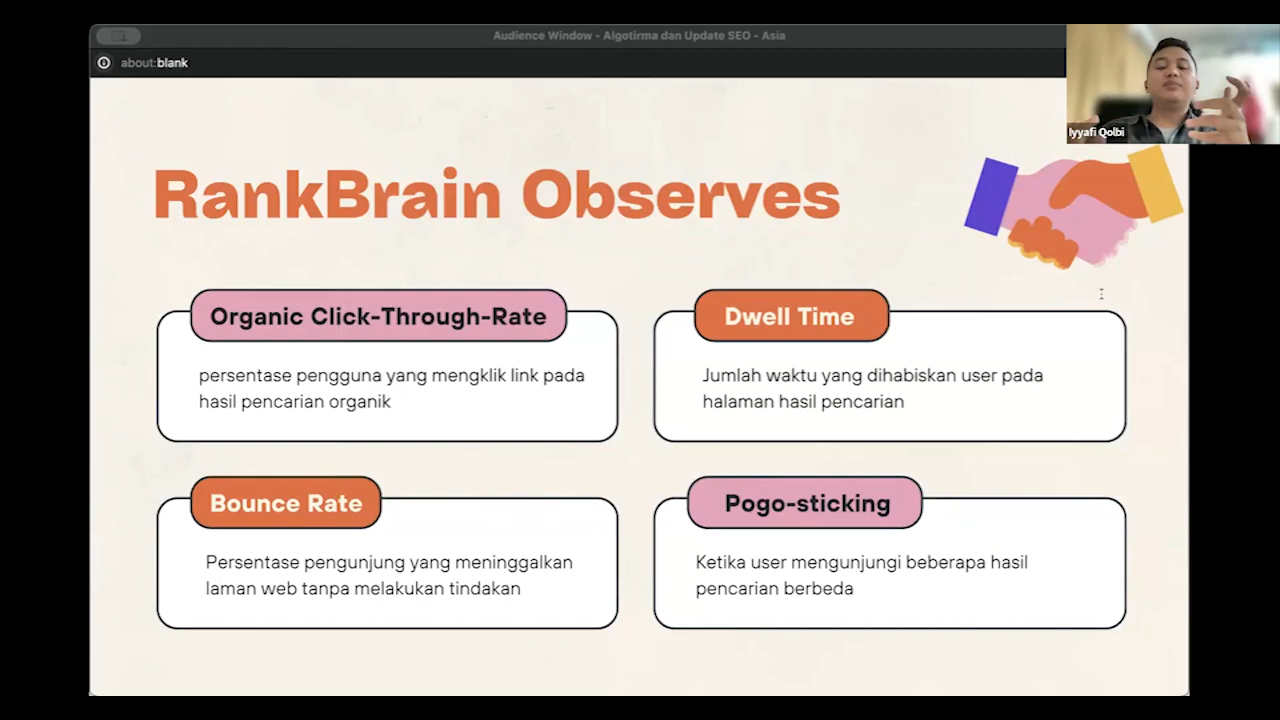 Audience Window - Algotirma dan Update SEO - Asia
about:blank
Iyyafi Qolbi
RankBrain Observes
Organic Click-Through-Rate
persentase pengguna yang mengklik link pada
hasil pencarian organik
Dwell Time
Jumlah waktu yang dihabiskan user pada
halaman hasil pencarian
Bounce Rate
Persentase pengunjung yang meninggalkan
laman web tanpa melakukan tindakan
Pogo-sticking
Ketika user mengunjungi beberapa hasil
pencarian berbeda